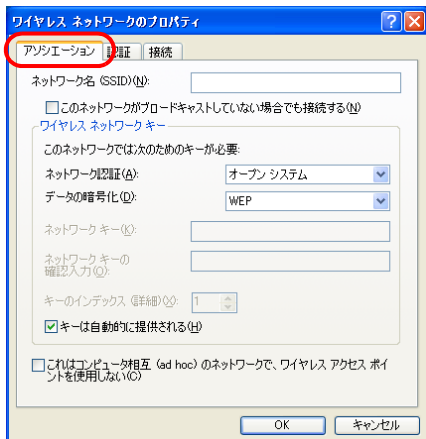 ワイヤレス ネットワークのプロパティ
アソシエーション 認証 接続
ネットワーク名 (SSID)(N):
このネットワークがブロードキャストしていない場合でも接続する(N)
ワイヤレス ネットワーク キー
このネットワークでは次のためのキーが必要:
ネットワーク認証(A): オープン システム
データの暗号化(D): WEP
ネットワーク キー(K):
ネットワーク キーの
確認入力(O):
キーのインデックス (詳細)(X): 1
キーは自動的に提供される(H)
これはコンピュータ相互 (ad hoc) のネットワークで、ワイヤレス アクセス ポイ
ントを使用しない(C)
OK キャンセル